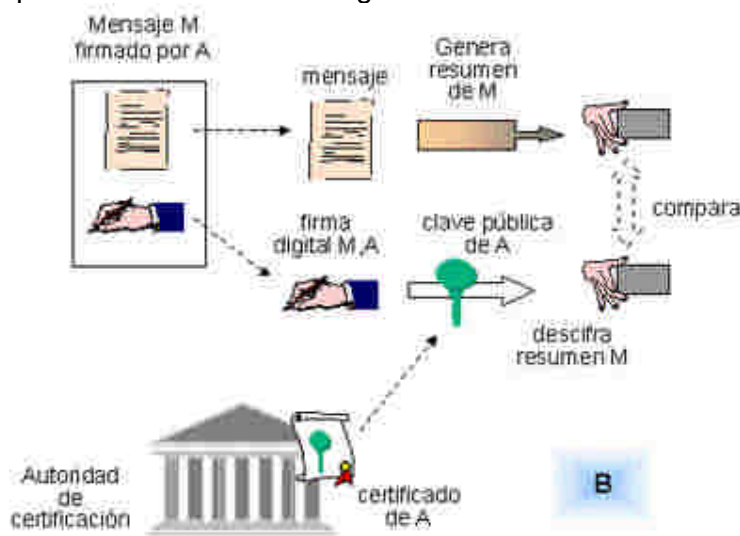 Mensaje M
firmado por A
mensaje
Genera
resumen
de M
compara
firma
digital M,A
clave pública
de A
descifra
resumen M
Autoridad
de
certificación
certificado
de A
B